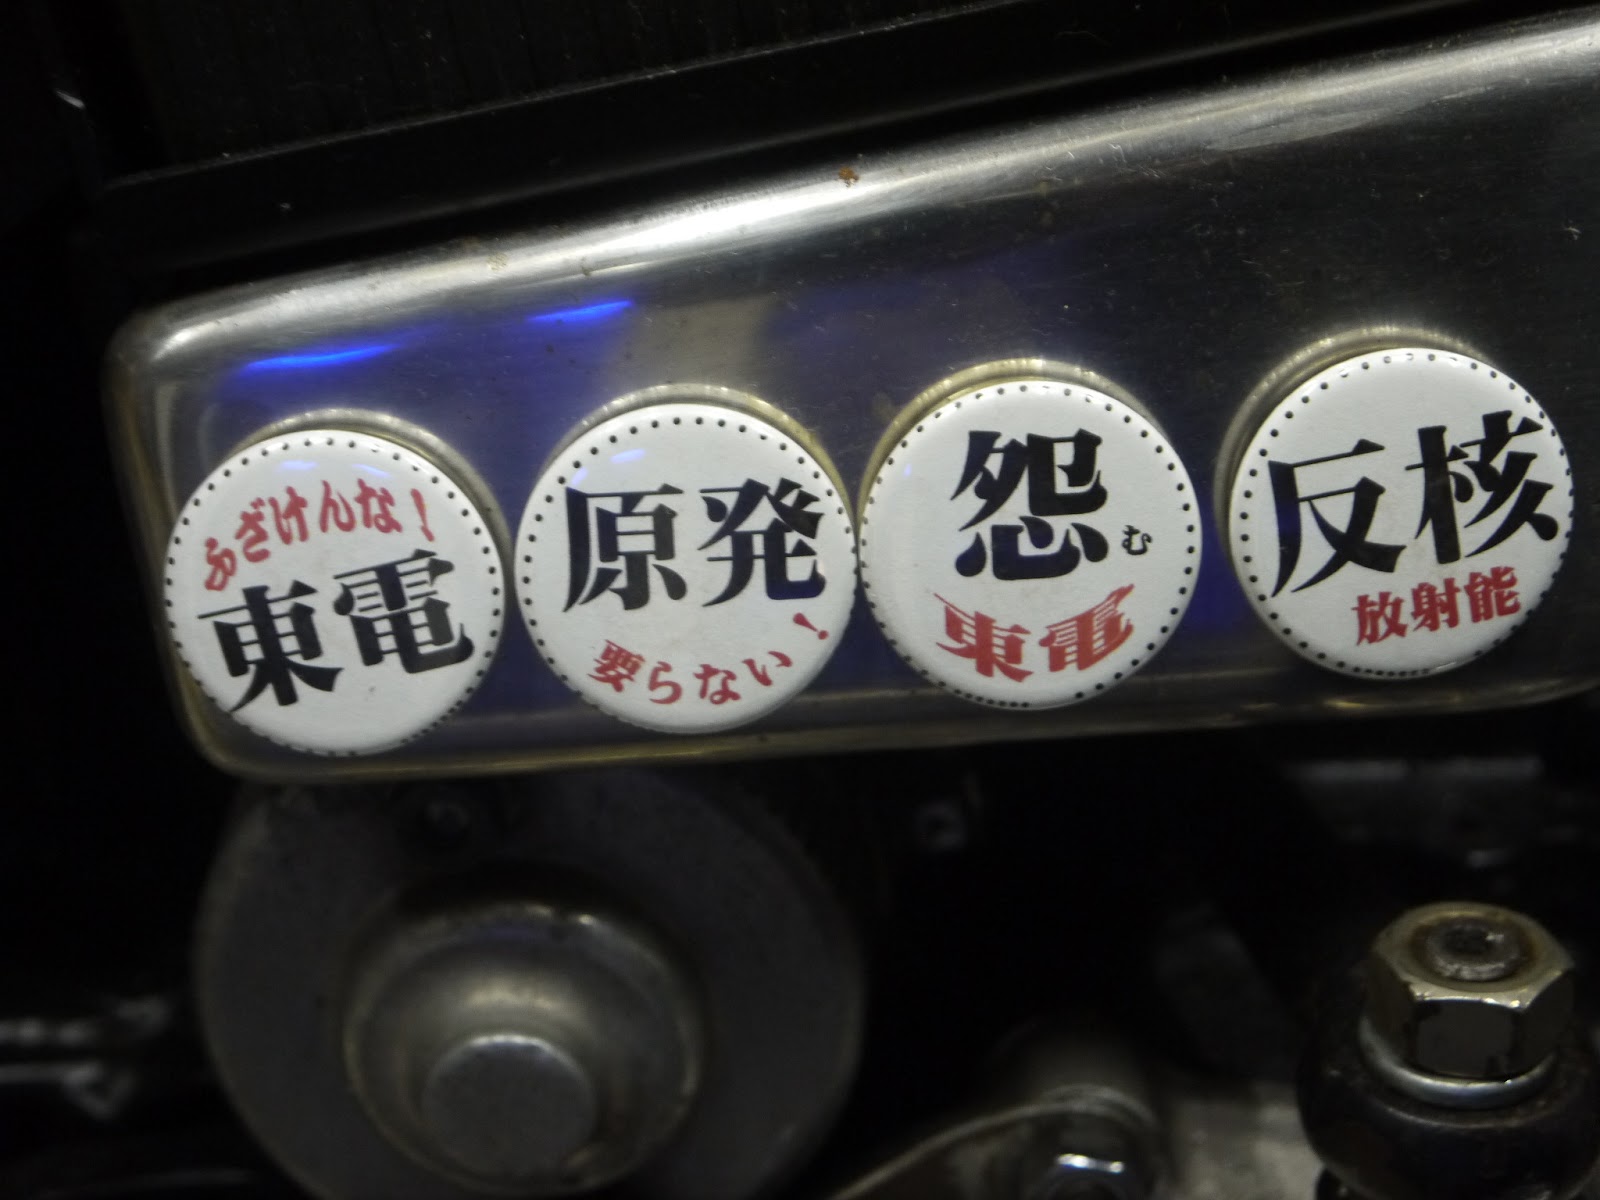 ふざけんな!
東電
原発
要らない!
怨む
東電
反核
放射能